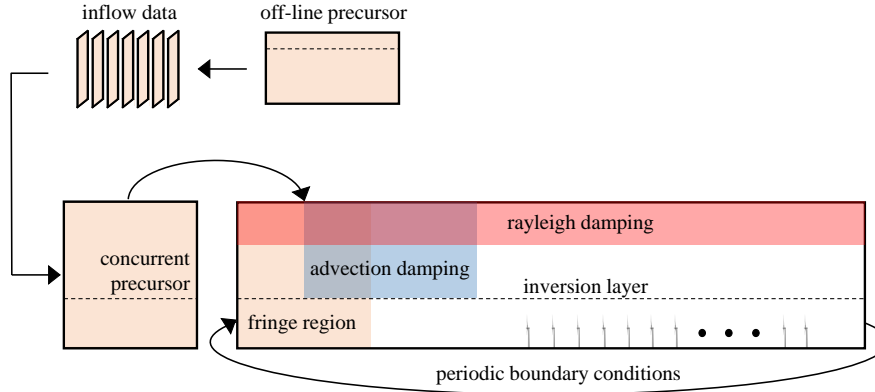 inflow data
off-line precursor
rayleigh damping
concurrent
precursor
advection damping
inversion layer
fringe region
periodic boundary conditions